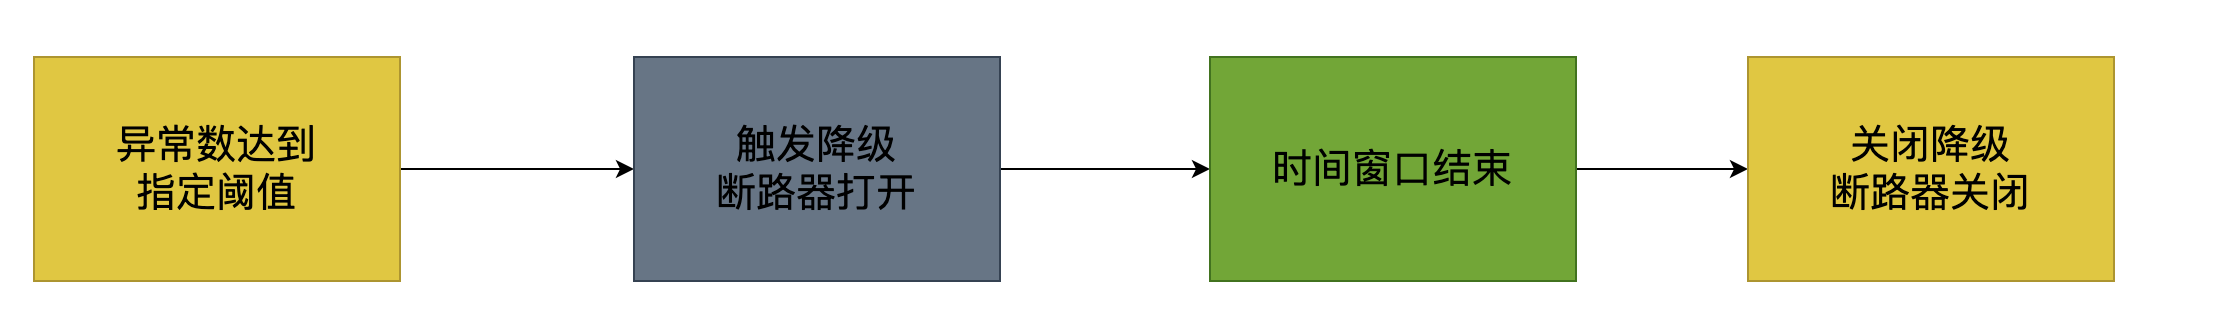 异常数达到
指定阈值
触发降级
断路器打开
时间窗口结束
关闭降级
断路器关闭